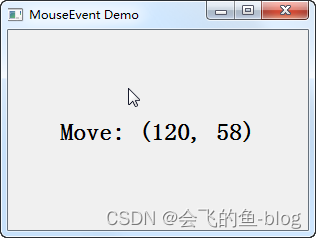 MouseEvent Demo
Move: (120, 58)
CSDN @会飞的鱼-blog